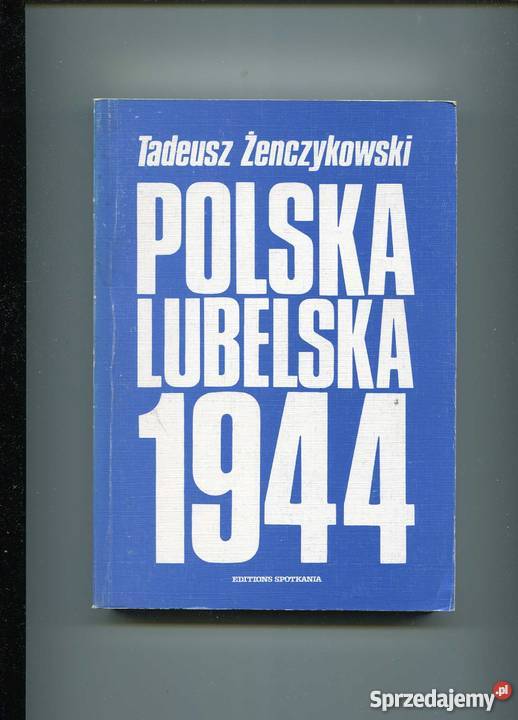 Tadeusz Żenczykowski
POLSKA
LUBELSKA
1944
EDITIONS SPOTKANIA
Sprzedajemy.pl